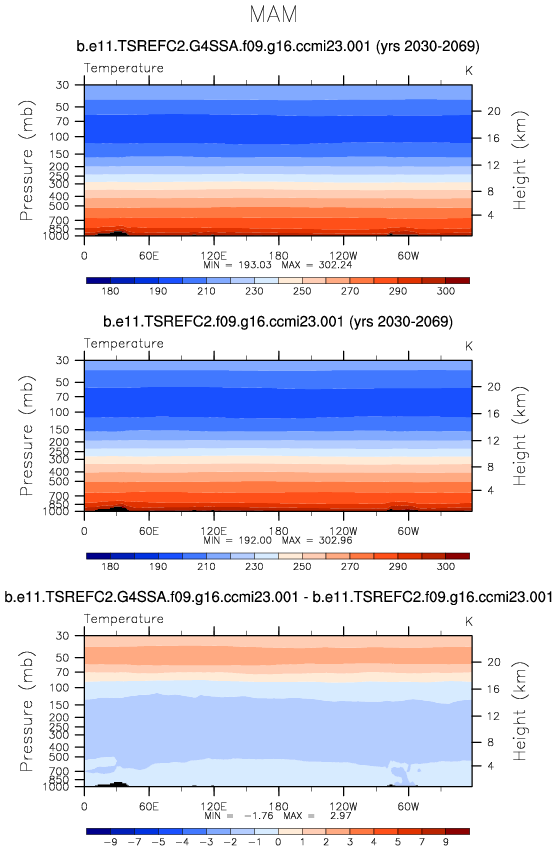 MAM
b.e11.TSREFC2.G4SSA.f09.g16.ccmi23.001 (yrs 2030-2069)
Temperature K
30
50
70
100
150
200
250
300
400
500
700
850
1000
Pressure (mb)
20
16
12
8
4
Height (km)
0 60E 120E 180 120W 60W
MIN = 193.03 MAX = 302.24
180 190 210 230 250 270 290 310
b.e11.TSREFC2.f09.g16.ccmi23.001 (yrs 2030-2069)
Temperature K
30
50
70
100
150
200
250
300
400
500
700
850
1000
Pressure (mb)
20
16
12
8
4
Height (km)
0 60E 120E 180 120W 60W
MIN = 192.00 MAX = 302.96
180 190 210 230 250 270 290 310
b.e11.TSREFC2.G4SSA.f09.g16.ccmi23.001 - b.e11.TSREFC2.f09.g16.ccmi23.001
Temperature K
30
50
70
100
150
200
250
300
400
500
700
850
1000
Pressure (mb)
20
16
12
8
4
Height (km)
0 60E 120E 180 120W 60W
MIN = -1.76 MAX = 2.97
-9 -7 -5 -4 -3 -2 -1 0 1 2 3 4 5 7 9